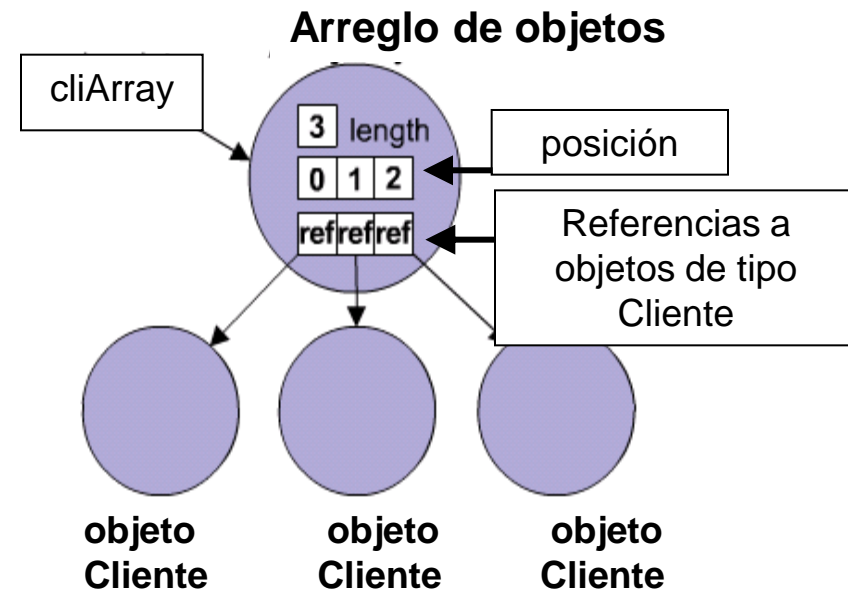 Arreglo de objetos
cliArray
3 length
posición
0 1 2
Referencias a
objetos de tipo
Cliente
ref ref ref
objeto objeto objeto
Cliente Cliente Cliente